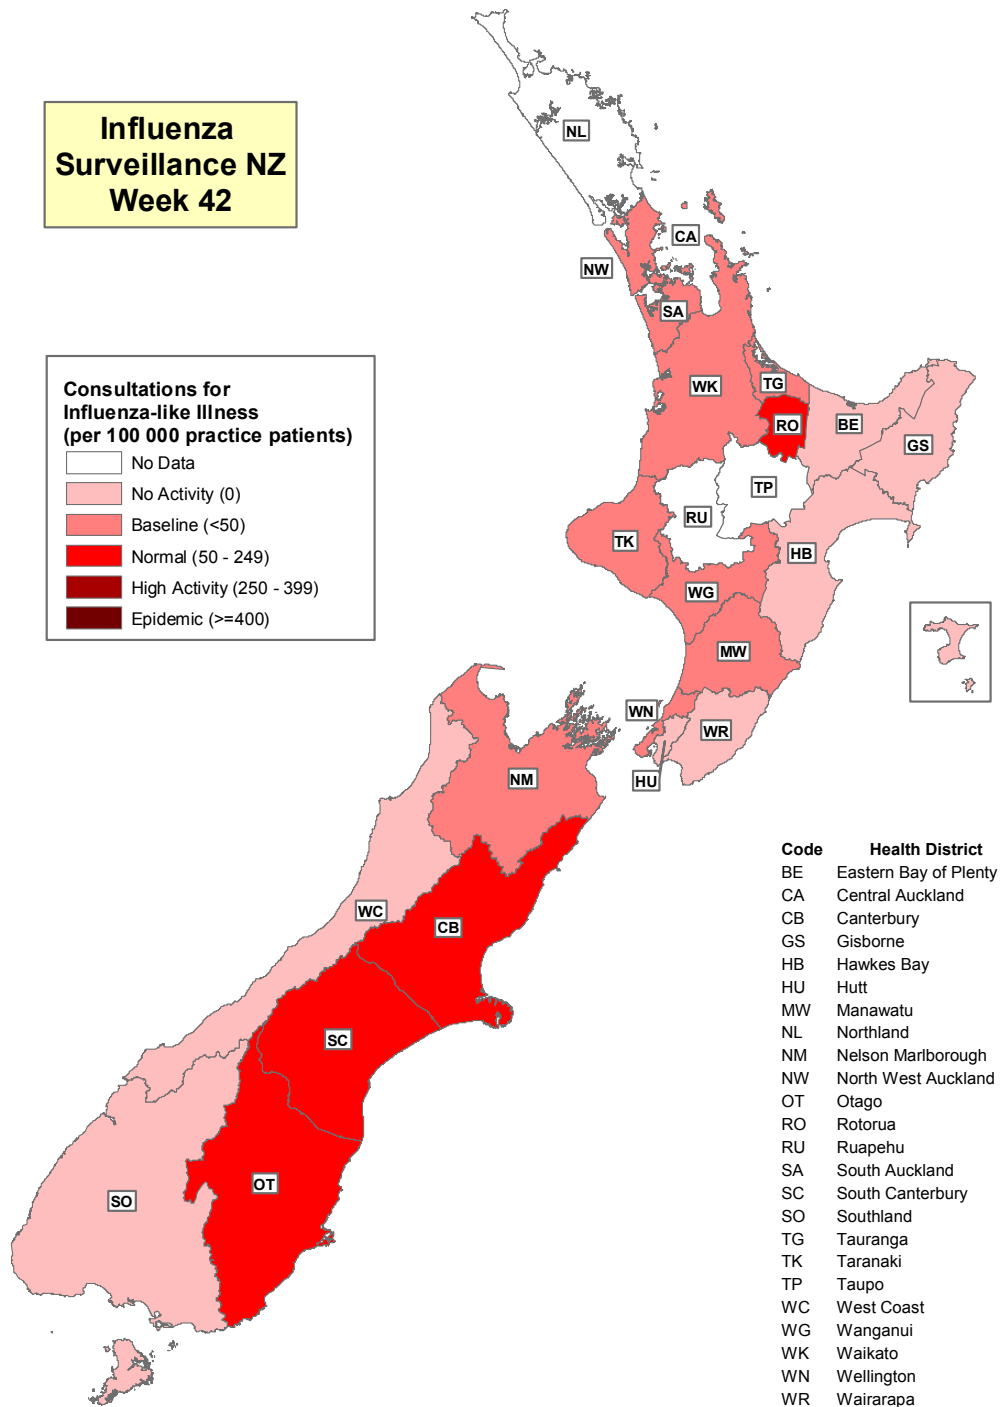 Influenza
Surveillance NZ
Week 42
NL
CA
NW
SA
WK
TG
RO
BE
GS
TP
RU
TK
HB
WG
MW
WN
WR
HU
NM
WC
CB
SC
OT
SO
Consultations for
Influenza-like Illness
(per 100 000 practice patients)
No Data
No Activity (0)
Baseline (<50)
Normal (50 - 249)
High Activity (250 - 399)
Epidemic (>=400)
Code Health District
BE Eastern Bay of Plenty
CA Central Auckland
CB Canterbury
GS Gisborne
HB Hawkes Bay
HU Hutt
MW Manawatu
NL Northland
NM Nelson Marlborough
NW North West Auckland
OT Otago
RO Rotorua
RU Ruapehu
SA South Auckland
SC South Canterbury
SO Southland
TG Tauranga
TK Taranaki
TP Taupo
WC West Coast
WG Wanganui
WK Waikato
WN Wellington
WR Wairarapa